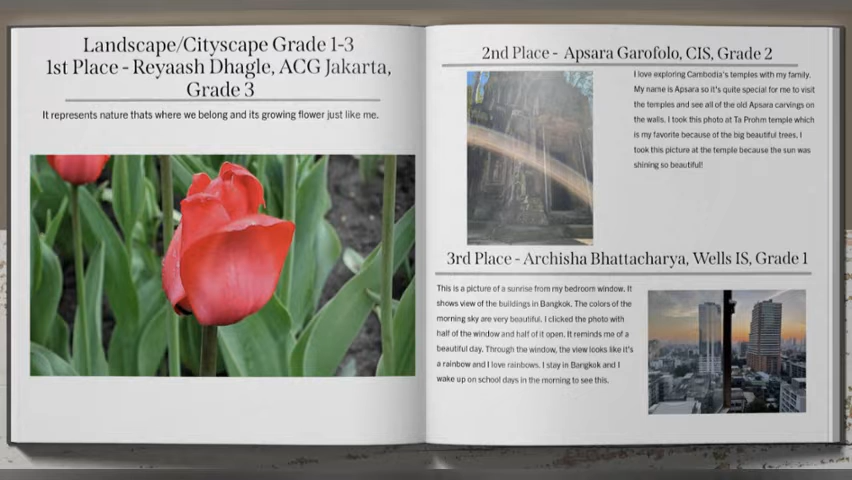 Landscape/Cityscape Grade 1-3
1st Place - Reyaash Dhagle, ACG Jakarta,
Grade 3
It represents nature thats where we belong and its growing flower just like me.
2nd Place - Apsara Garofolo, CIS, Grade 2
I love exploring Cambodia's temples with my family.
My name is Apsara so it's quite special for me to visit
the temples and see all of the old Apsara carvings on
the walls. I took this photo at Ta Prohm temple which
is my favorite because of the big beautiful trees. I
took this picture at the temple because the sun was
shining so beautiful!
3rd Place - Archisha Bhattacharya, Wells IS, Grade 1
This is a picture of a sunrise from my bedroom window. It
shows view of the buildings in Bangkok. The colors of the
morning sky are very beautiful. I clicked the photo with
half of the window and half of it open. It reminds me of a
beautiful day. Through the window, the view looks like it's
a rainbow and I love rainbows. I stay in Bangkok and I
wake up on school days in the morning to see this.